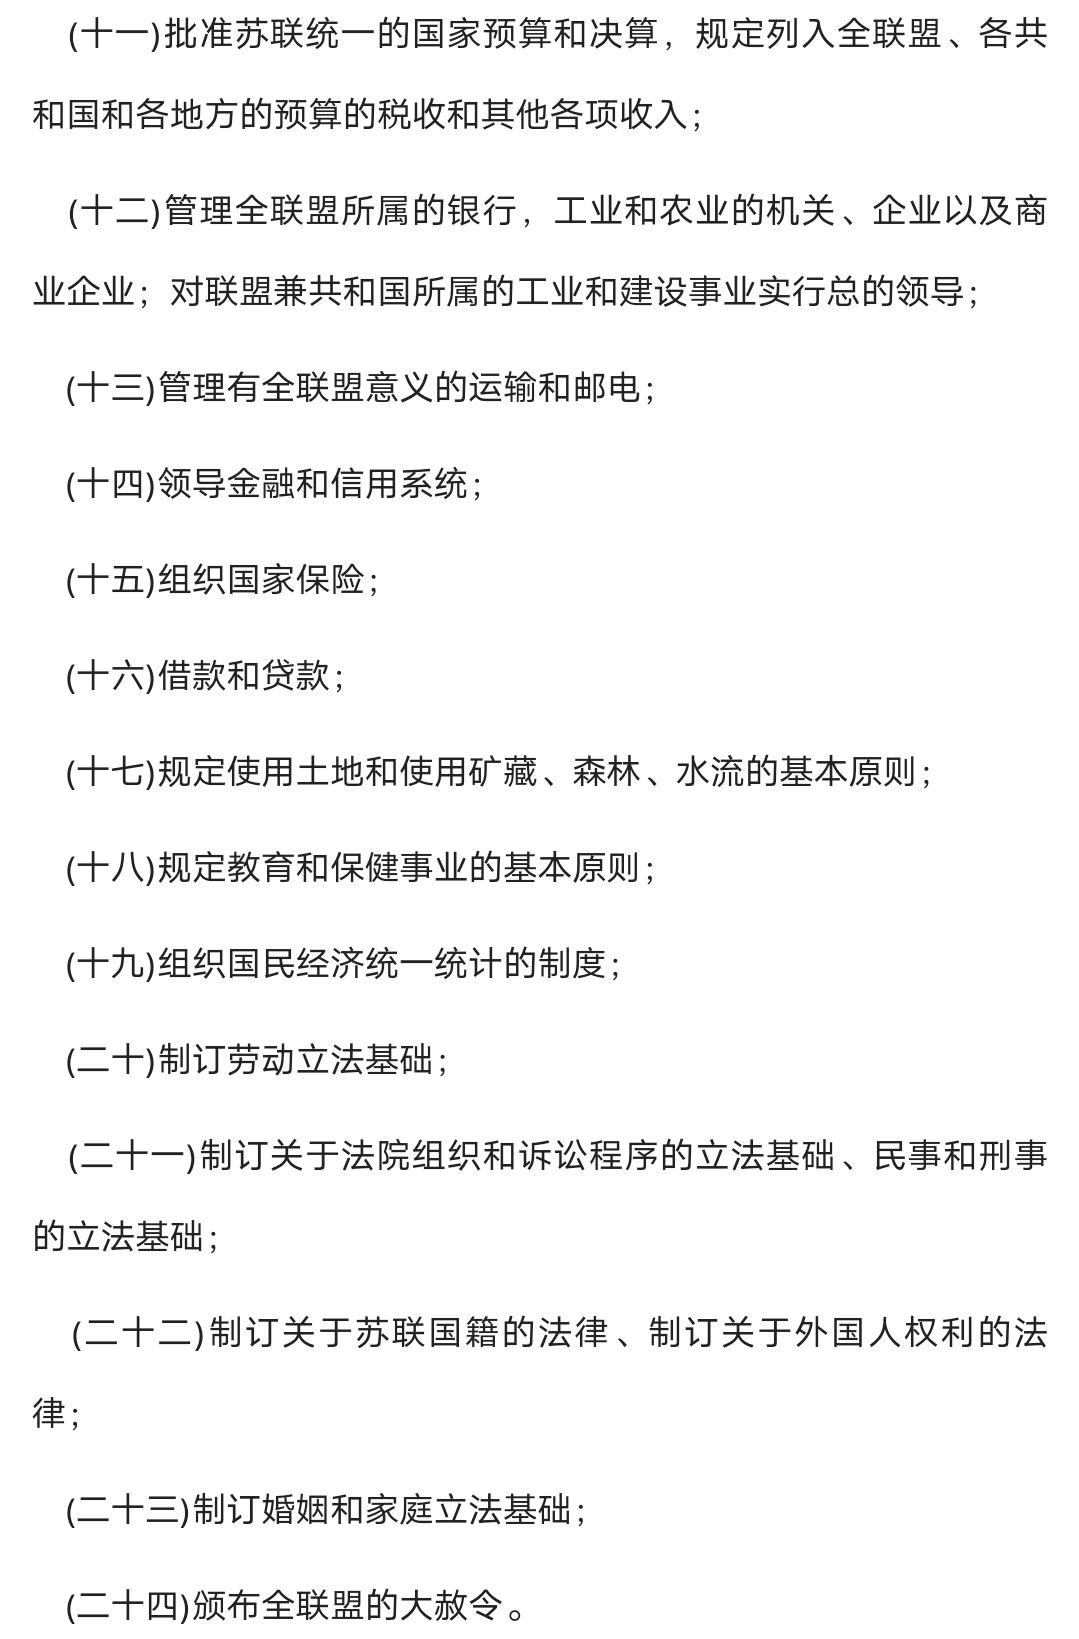 (十一)批准苏联统一的国家预算和决算，规定列入全联盟、各共
和国和各地方的预算的税收和其他各项收入；
(十二)管理全联盟所属的银行，工业和农业的机关、企业以及商
业企业；对联盟兼共和国所属的工业和建设事业实行总的领导；
(十三)管理有全联盟意义的运输和邮电；
(十四)领导金融和信用系统；
(十五)组织国家保险；
(十六)借款和贷款；
(十七)规定使用土地和使用矿藏、森林、水流的基本原则；
(十八)规定教育和保健事业的基本原则；
(十九)组织国民经济统一统计的制度；
(二十)制订劳动立法基础；
(二十一)制订关于法院组织和诉讼程序的立法基础、民事和刑事
的立法基础；
(二十二)制订关于苏联国籍的法律、制订关于外国人权利的法
律；
(二十三)制订婚姻和家庭立法基础；
(二十四)颁布全联盟的大赦令。